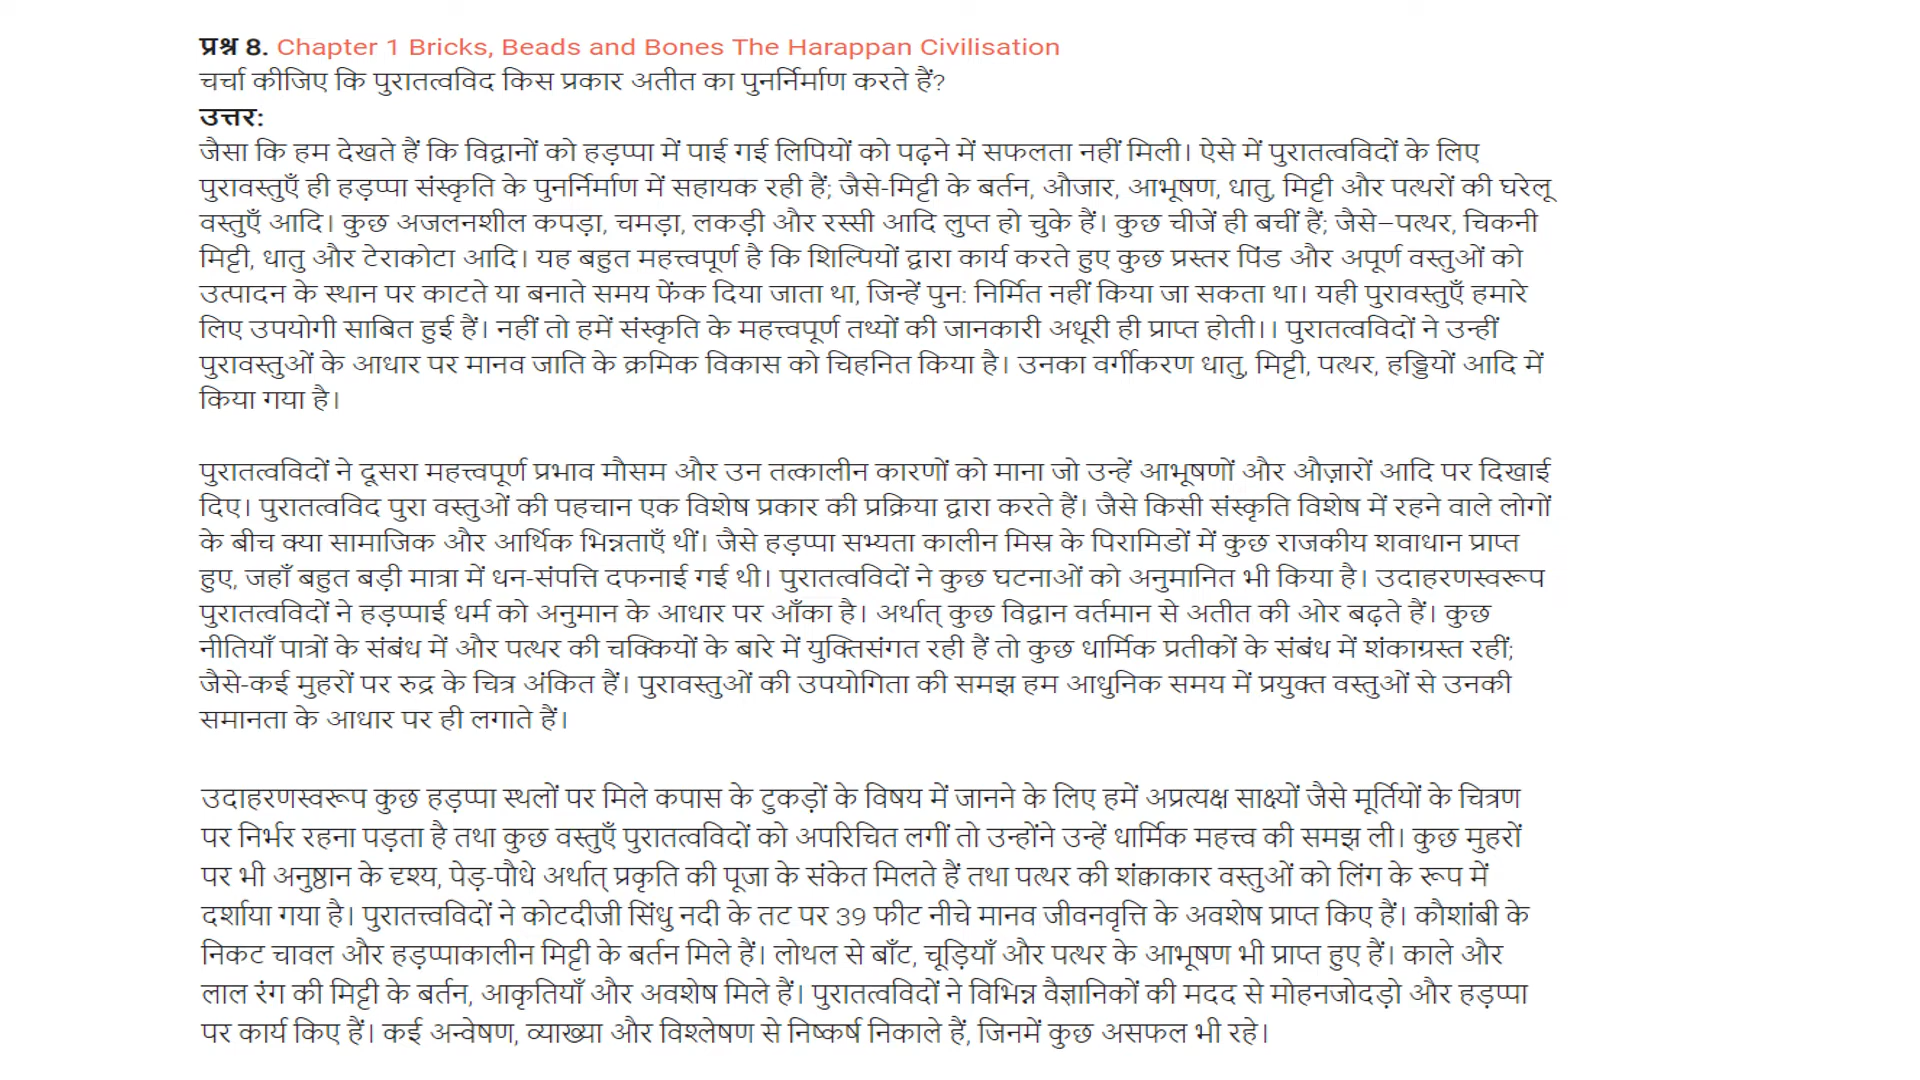 प्रश्न 8. Chapter 1 Bricks, Beads and Bones The Harappan Civilisation
चर्चा कीजिए कि पुरातत्वविद किस प्रकार अतीत का पुनर्निर्माण करते हैं?
उत्तर:
जैसा कि हम देखते हैं कि विद्वानों को हड़प्पा में पाई गई लिपियों को पढ़ने में सफलता नहीं मिली। ऐसे में पुरातत्वविदों के लिए
पुरावस्तुएँ ही हड़प्पा संस्कृति के पुनर्निर्माण में सहायक रही हैं; जैसे-मिट्टी के बर्तन, औजार, आभूषण, धातु, मिट्टी और पत्थरों की घरेलू
वस्तुएँ आदि। कुछ अजलनशील कपड़ा, चमड़ा, लकड़ी और रस्सी आदि लुप्त हो चुके हैं। कुछ चीजें ही बचीं हैं; जैसे–पत्थर, चिकनी
मिट्टी, धातु और टेराकोटा आदि। यह बहुत महत्त्वपूर्ण है कि शिल्पियों द्वारा कार्य करते हुए कुछ प्रस्तर पिंड और अपूर्ण वस्तुओं को
उत्पादन के स्थान पर काटते या बनाते समय फेंक दिया जाता था, जिन्हें पुन: निर्मित नहीं किया जा सकता था। यही पुरावस्तुएँ हमारे
लिए उपयोगी साबित हुई हैं। नहीं तो हमें संस्कृति के महत्त्वपूर्ण तथ्यों की जानकारी अधूरी ही प्राप्त होती।। पुरातत्वविदों ने उन्हीं
पुरावस्तुओं के आधार पर मानव जाति के क्रमिक विकास को चिहनित किया है। उनका वर्गीकरण धातु, मिट्टी, पत्थर, हड्डियों आदि में
किया गया है।
पुरातत्वविदों ने दूसरा महत्त्वपूर्ण प्रभाव मौसम और उन तत्कालीन कारणों को माना जो उन्हें आभूषणों और औज़ारों आदि पर दिखाई
दिए। पुरातत्वविद पुरा वस्तुओं की पहचान एक विशेष प्रकार की प्रक्रिया द्वारा करते हैं। जैसे किसी संस्कृति विशेष में रहने वाले लोगों
के बीच क्या सामाजिक और आर्थिक भिन्नताएँ थीं। जैसे हड़प्पा सभ्यता कालीन मिस्र के पिरामिडों में कुछ राजकीय शवाधान प्राप्त
हुए, जहाँ बहुत बड़ी मात्रा में धन-संपत्ति दफनाई गई थी। पुरातत्वविदों ने कुछ घटनाओं को अनुमानित भी किया है। उदाहरणस्वरूप
पुरातत्वविदों ने हड़प्पाई धर्म को अनुमान के आधार पर आँका है। अर्थात् कुछ विद्वान वर्तमान से अतीत की ओर बढ़ते हैं। कुछ
नीतियाँ पात्रों के संबंध में और पत्थर की चक्कियों के बारे में युक्तिसंगत रही हैं तो कुछ धार्मिक प्रतीकों के संबंध में शंकाग्रस्त रहीं;
जैसे-कई मुहरों पर रुद्र के चित्र अंकित हैं। पुरावस्तुओं की उपयोगिता की समझ हम आधुनिक समय में प्रयुक्त वस्तुओं से उनकी
समानता के आधार पर ही लगाते हैं।
उदाहरणस्वरूप कुछ हड़प्पा स्थलों पर मिले कपास के टुकड़ों के विषय में जानने के लिए हमें अप्रत्यक्ष साक्ष्यों जैसे मूर्तियों के चित्रण
पर निर्भर रहना पड़ता है तथा कुछ वस्तुएँ पुरातत्वविदों को अपरिचित लगीं तो उन्होंने उन्हें धार्मिक महत्त्व की समझ ली। कुछ मुहरों
पर भी अनुष्ठान के दृश्य, पेड़-पौधे अर्थात् प्रकृति की पूजा के संकेत मिलते हैं तथा पत्थर की शंक्वाकार वस्तुओं को लिंग के रूप में
दर्शाया गया है। पुरातत्त्वविदों ने कोटदीजी सिंधु नदी के तट पर 39 फीट नीचे मानव जीवनवृत्ति के अवशेष प्राप्त किए हैं। कौशांबी के
निकट चावल और हड़प्पाकालीन मिट्टी के बर्तन मिले हैं। लोथल से बाँट, चूड़ियाँ और पत्थर के आभूषण भी प्राप्त हुए हैं। काले और
लाल रंग की मिट्टी के बर्तन, आकृतियाँ और अवशेष मिले हैं। पुरातत्वविदों ने विभिन्न वैज्ञानिकों की मदद से मोहनजोदड़ो और हड़प्पा
पर कार्य किए हैं। कई अन्वेषण, व्याख्या और विश्लेषण से निष्कर्ष निकाले हैं, जिनमें कुछ असफल भी रहे।